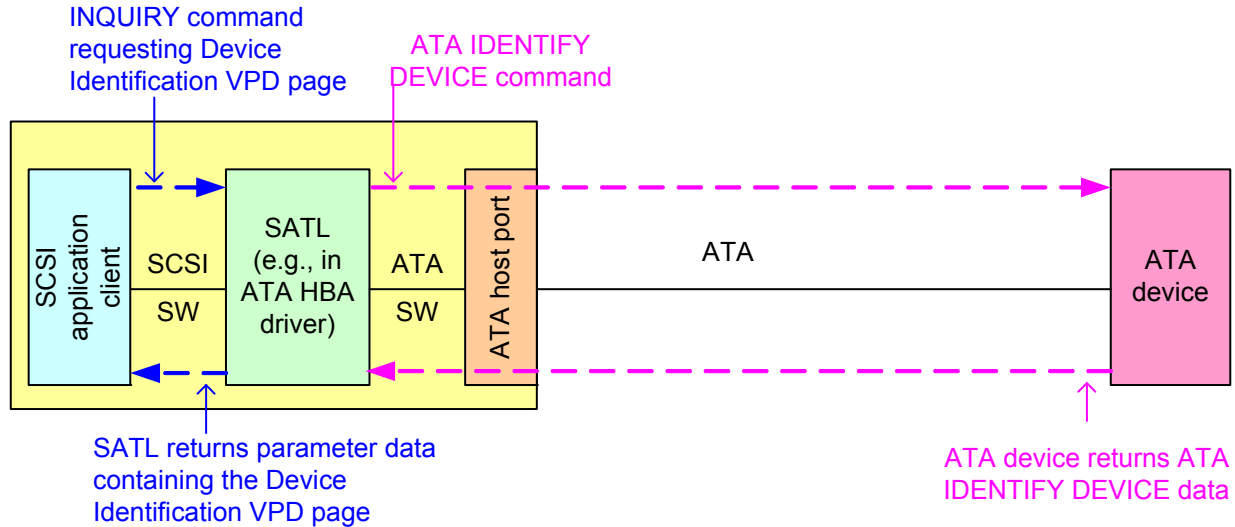 INQUIRY command
requesting Device
Identification VPD page
ATA IDENTIFY
DEVICE command
SCSI
application
client
SCSI
SW
SATL
(e.g., in
ATA HBA
driver)
ATA
SW
ATA host port
ATA
ATA
device
SATL returns parameter data
containing the Device
Identification VPD page
ATA device returns ATA
IDENTIFY DEVICE data